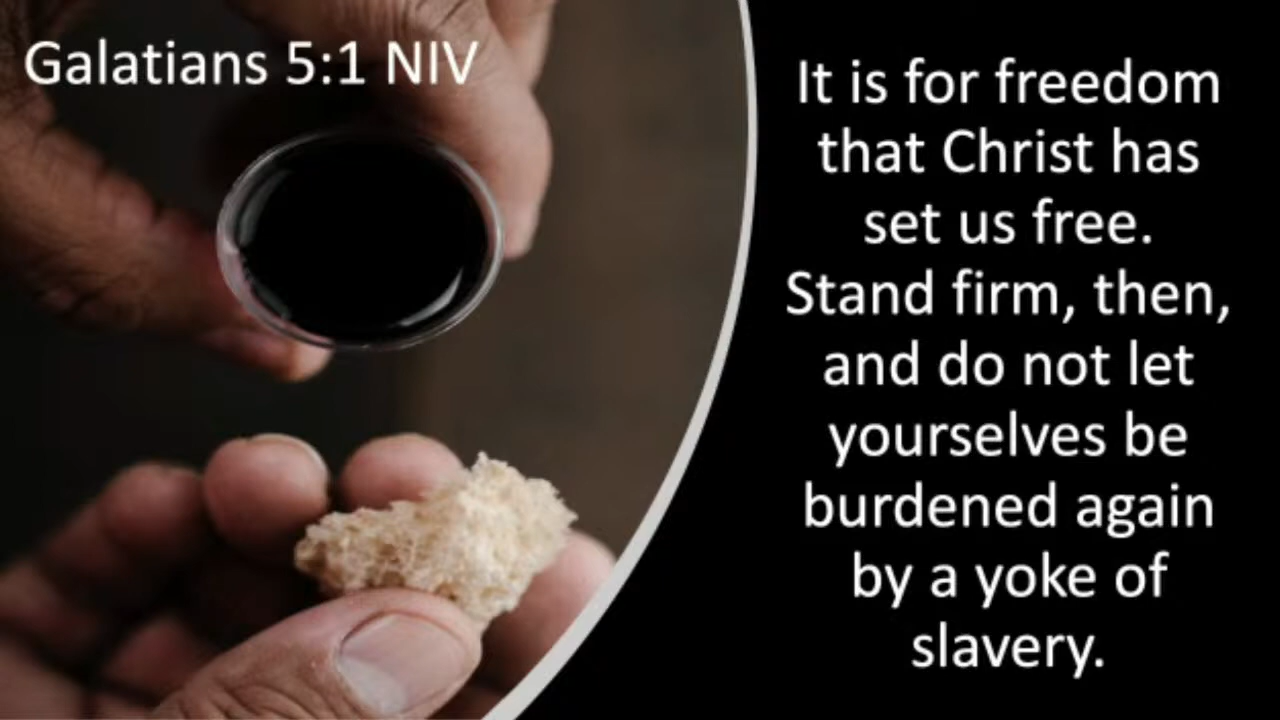 Galatians 5:1 NIV
It is for freedom
that Christ has
set us free.
Stand firm, then,
and do not let
yourselves be
burdened again
by a yoke of
slavery.